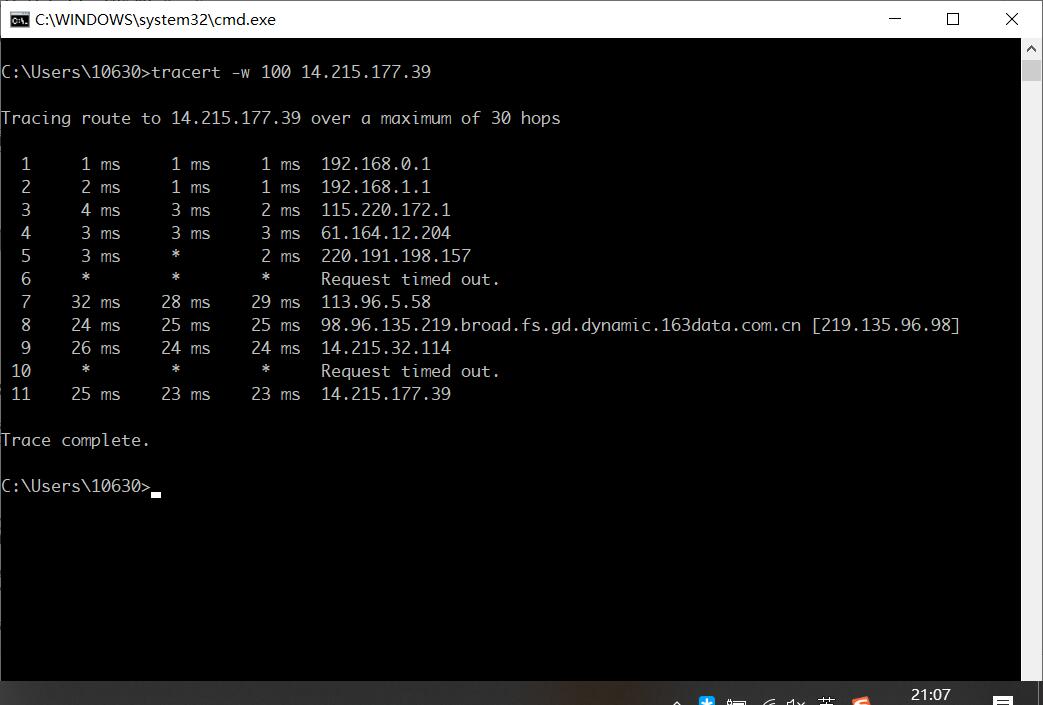 C:\WINDOWS\system32\cmd.exe
C:\Users\10630>tracert -w 100 14.215.177.39
Tracing route to 14.215.177.39 over a maximum of 30 hops
1 1 ms 1 ms 1 ms 192.168.0.1
2 2 ms 1 ms 1 ms 192.168.1.1
3 4 ms 3 ms 2 ms 115.220.172.1
4 3 ms 3 ms 3 ms 61.164.12.204
5 3 ms * 2 ms 220.191.198.157
6 * * * Request timed out.
7 32 ms 28 ms 29 ms 113.96.5.58
8 24 ms 25 ms 25 ms 98.96.135.219.broad.fs.gd.dynamic.163data.com.cn [219.135.96.98]
9 26 ms 24 ms 24 ms 14.215.32.114
10 * * * Request timed out.
11 25 ms 23 ms 23 ms 14.215.177.39
Trace complete.
C:\Users\10630>
21:07